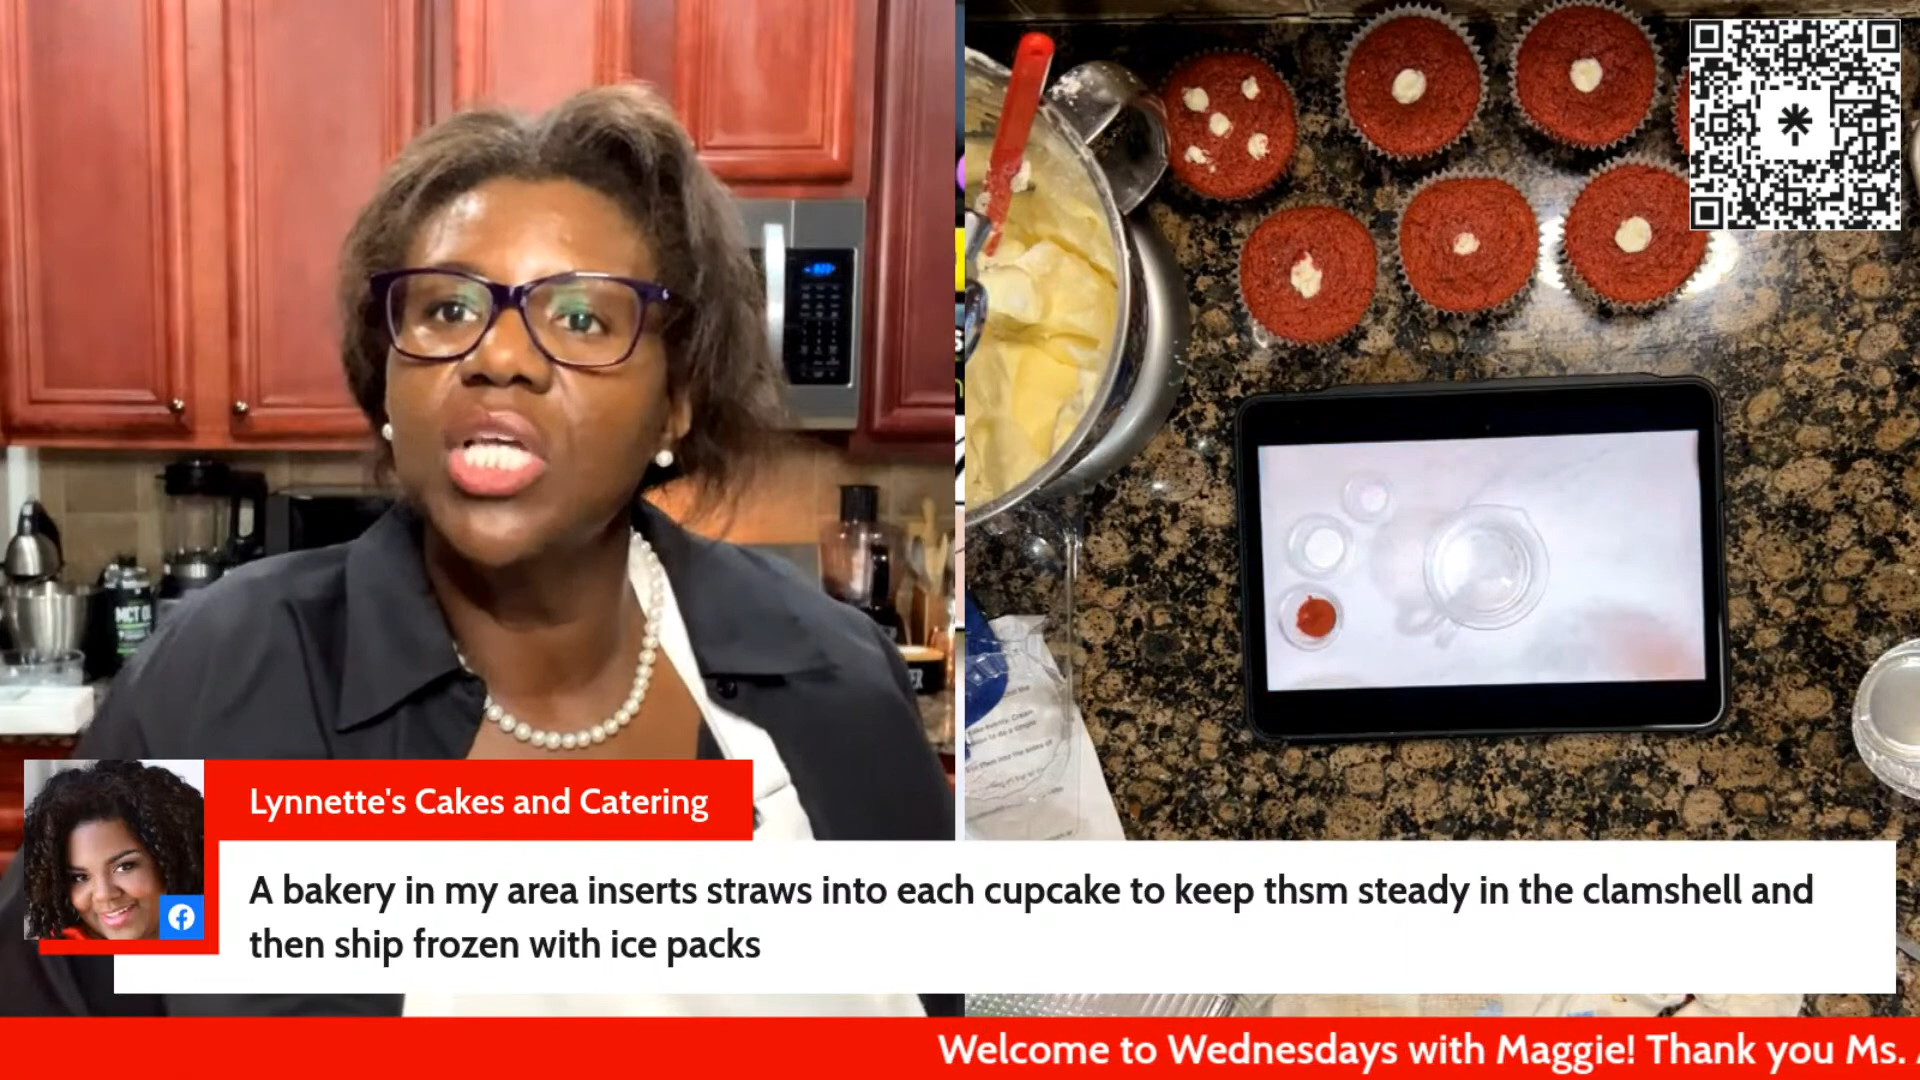 MCT O
Lynnette's Cakes and Catering
A bakery in my area inserts straws into each cupcake to keep thsm steady in the clamshell and
then ship frozen with ice packs
Welcome to Wednesdays with Maggie! Thank you Ms.